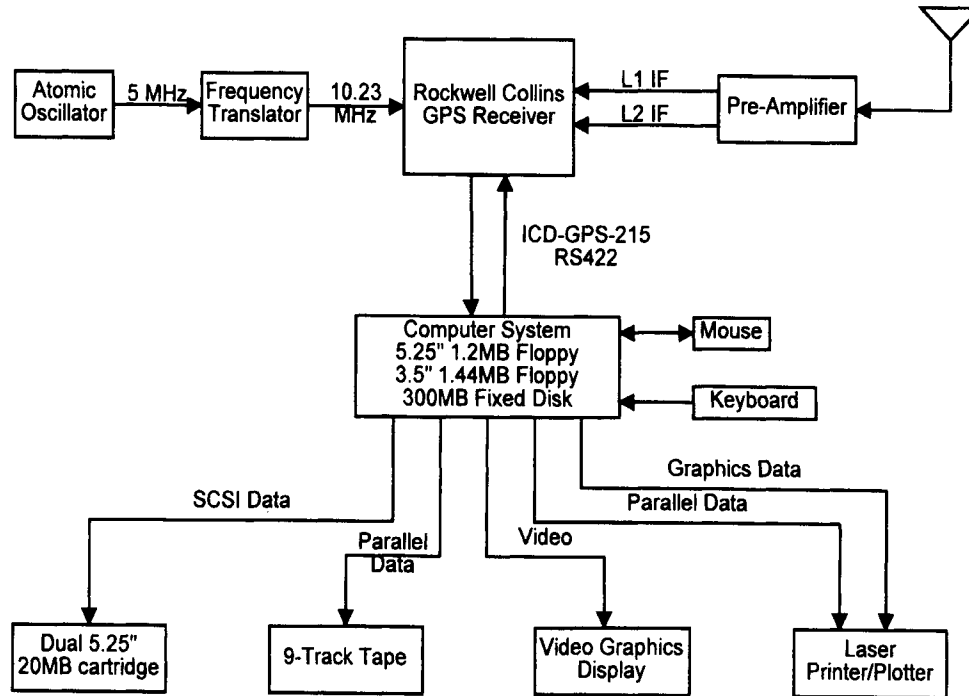 Atomic
Oscillator
5 MHz
Frequency
Translator
10.23
MHz
Rockwell Collins
GPS Receiver
L1 IF
L2 IF
Pre-Amplifier
ICD-GPS-215
RS422
Computer System
5.25" 1.2MB Floppy
3.5" 1.44MB Floppy
300MB Fixed Disk
Mouse
Keyboard
SCSI Data
Parallel
Data
Video
Graphics Data
Parallel Data
Dual 5.25"
20MB cartridge
9-Track Tape
Video Graphics
Display
Laser
Printer/Plotter